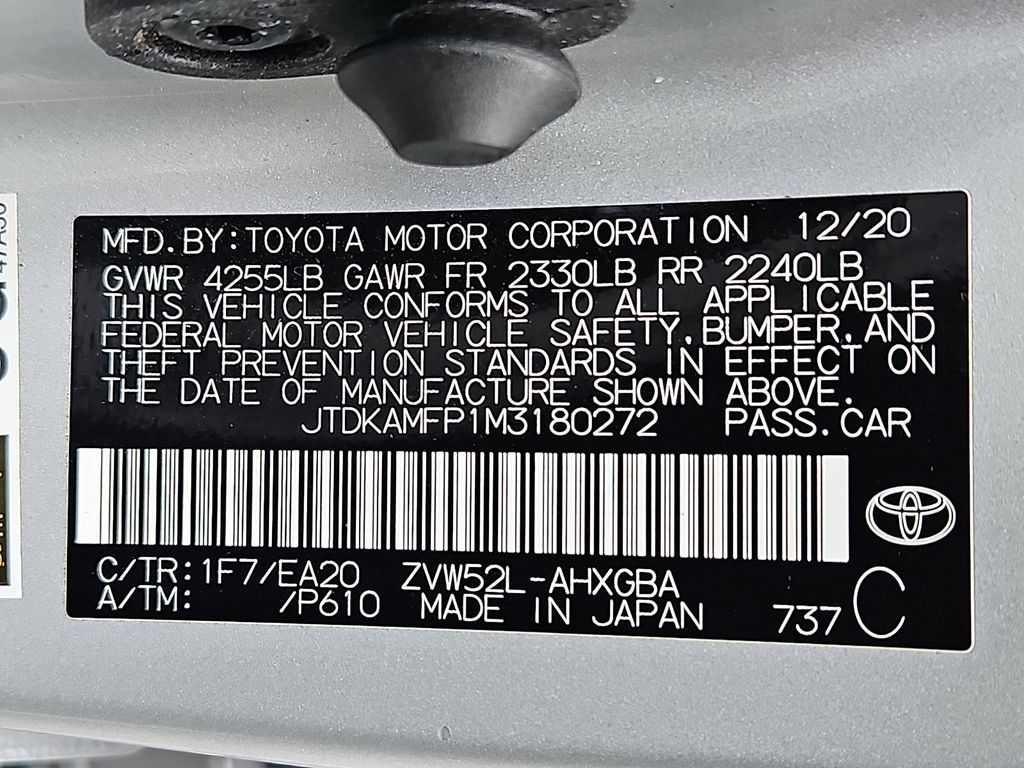 MFD.BY:TOYOTA MOTOR CORPORATION 12/20
GVWR 4255LB GAWR FR 2330LB RR 2240LB
THIS VEHICLE CONFORMS TO ALL APPLICABLE
FEDERAL MOTOR VEHICLE SAFETY,BUMPER,AND
THEFT PREVENTION STANDARDS IN EFFECT ON
THE DATE OF MANUFACTURE SHOWN ABOVE.
JTDKAMFP1M3180272 PASS.CAR
C/TR:1F7/EA20 ZVW52L-AHXGBA
A/TM: /P610 MADE IN JAPAN 737 C